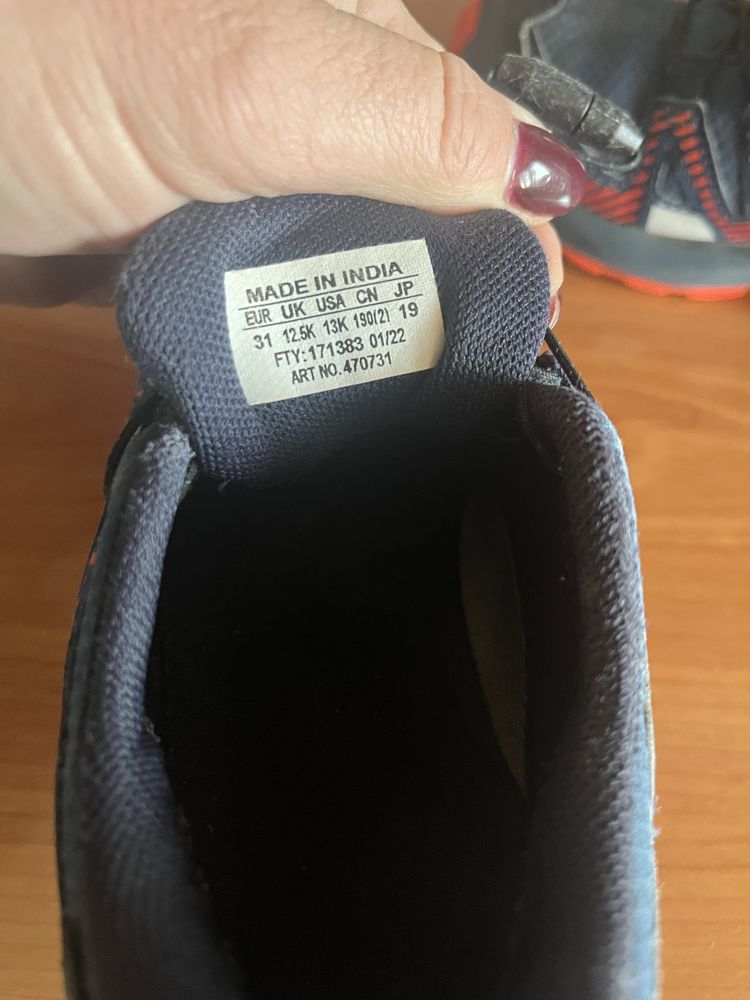 MADE IN INDIA
EUR UK USA CN JP
31 12.5K 13K 190(2) 19
FTY:171383 01/22
ART NO. 470731